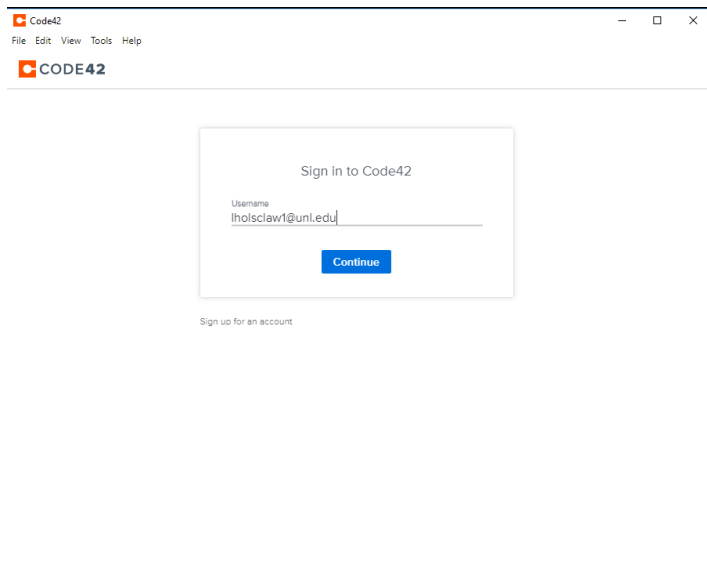 Code42
File Edit View Tools Help
CODE42
Sign in to Code42
Username
lholsclaw1@unl.edu
Continue
Sign up for an account